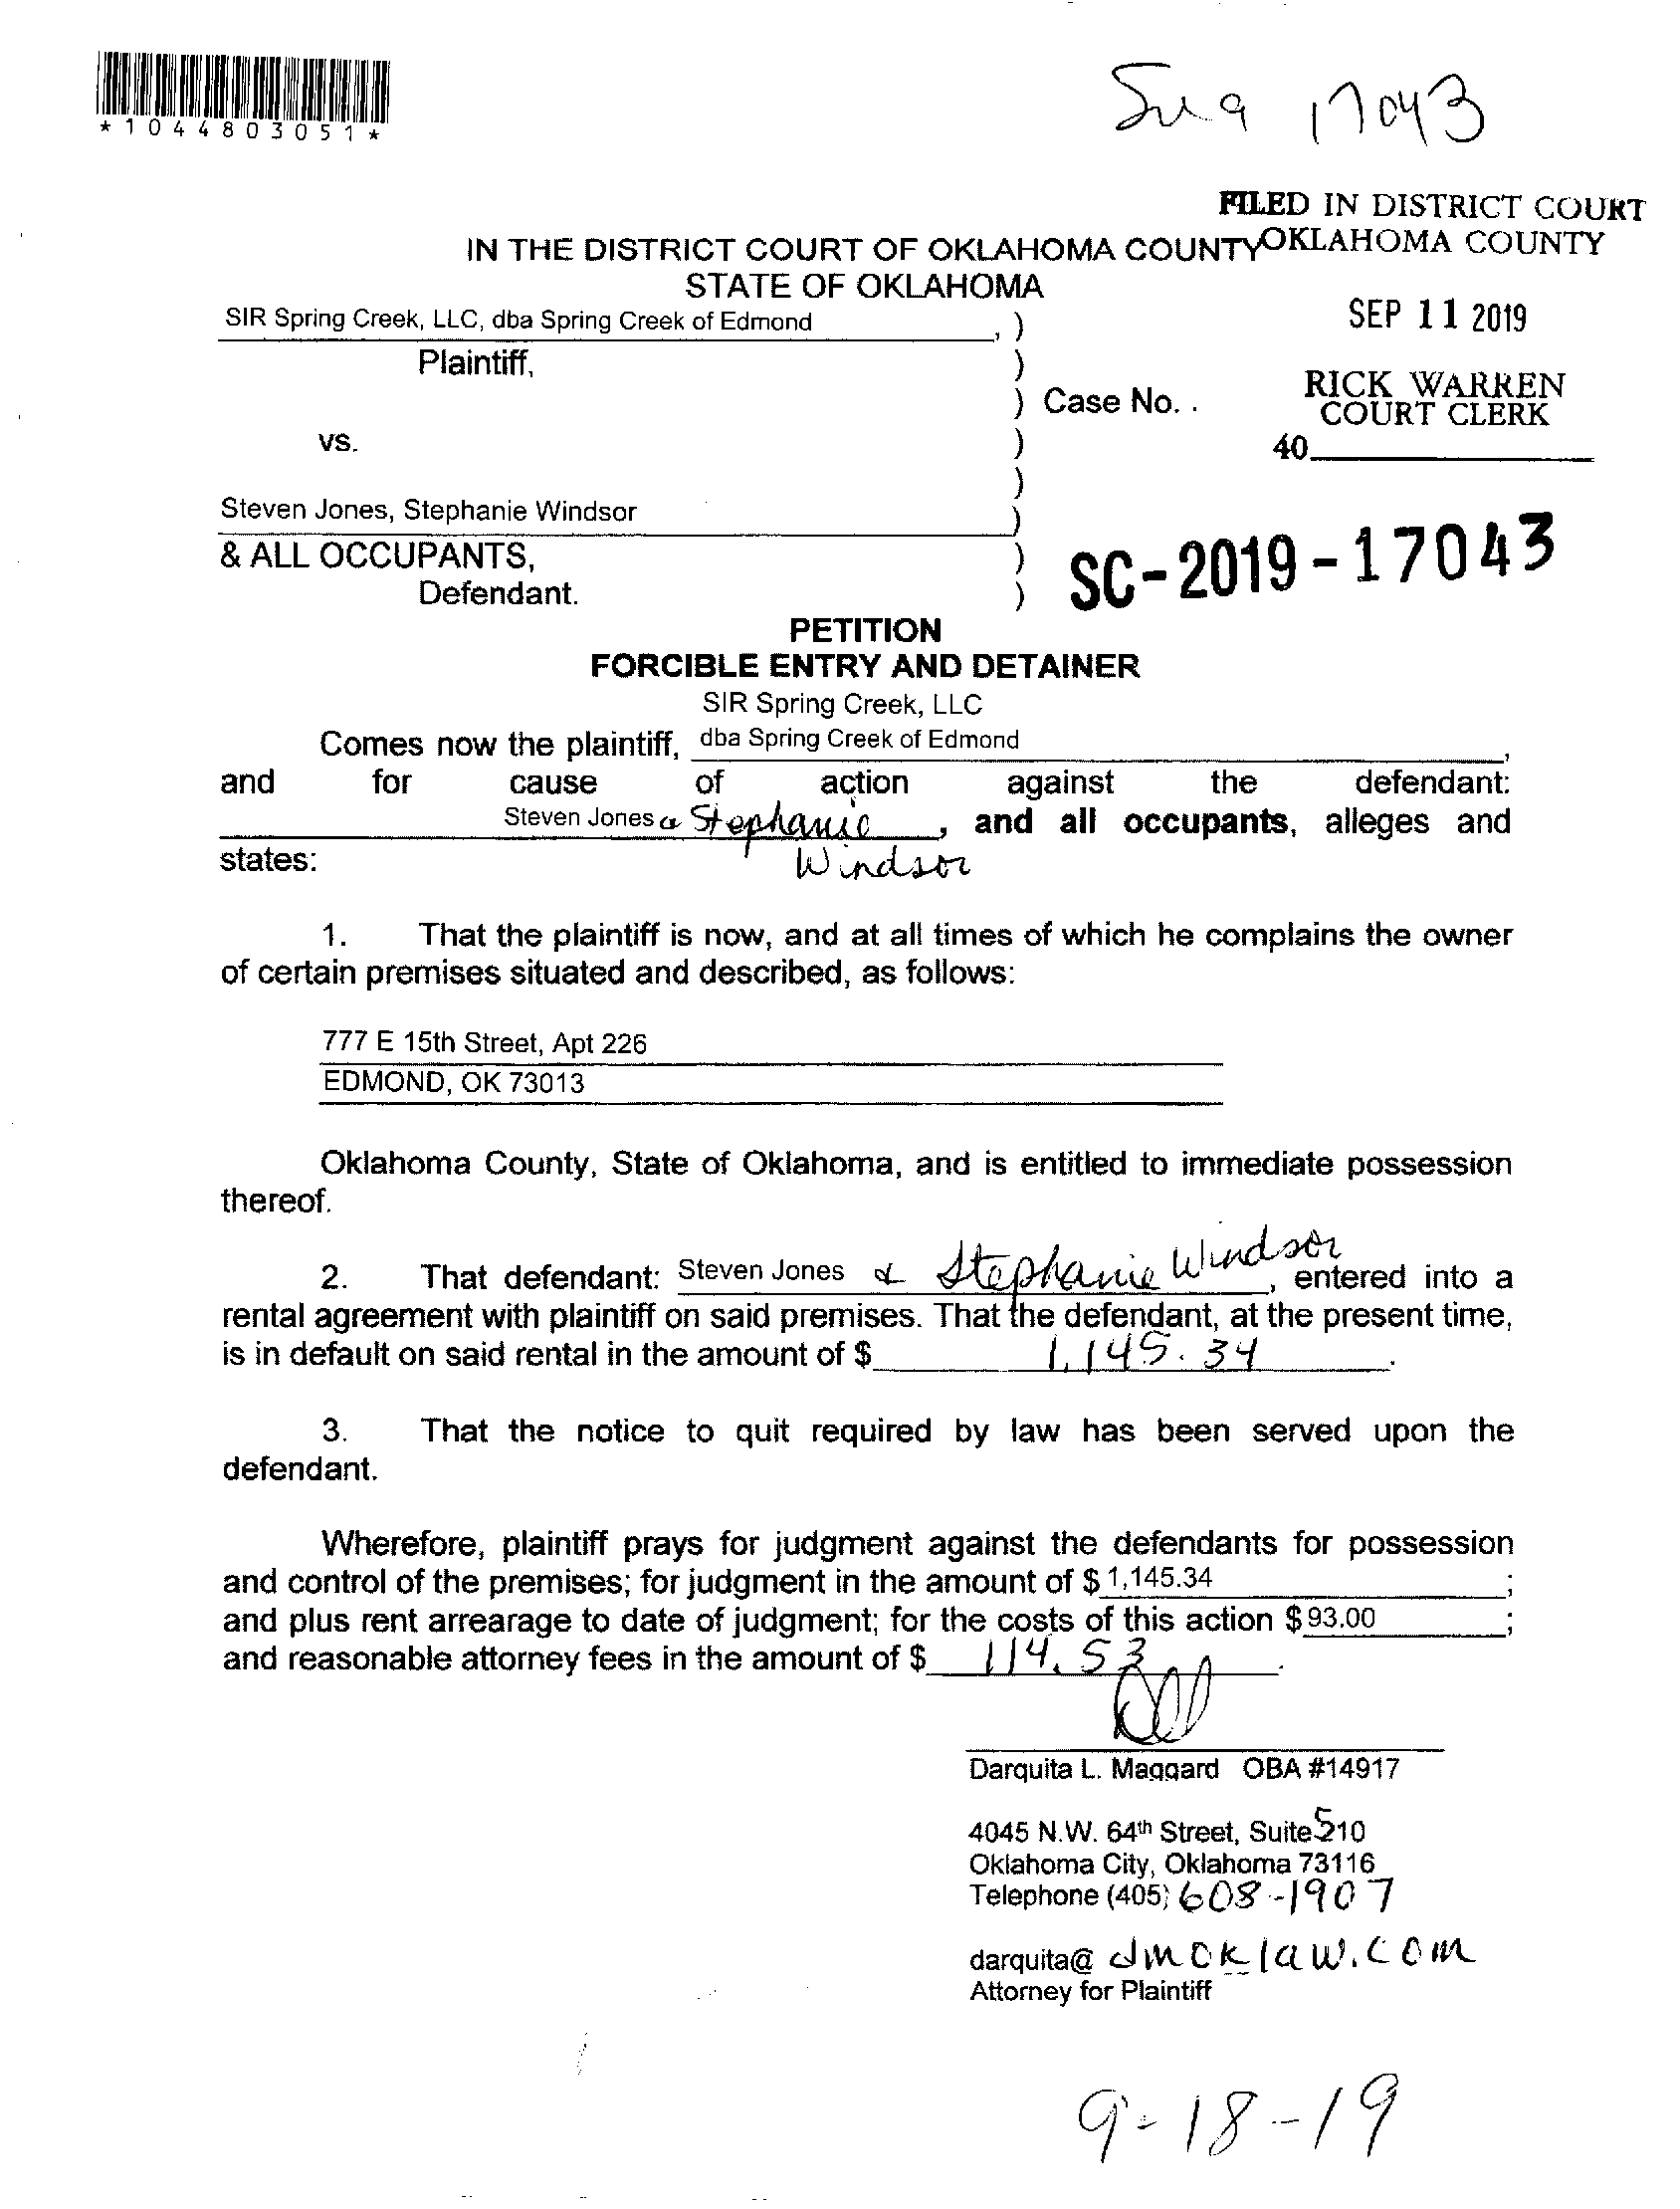 *1044803051*
17043
FILED IN DISTRICT COURT
OKLAHOMA COUNTY
IN THE DISTRICT COURT OF OKLAHOMA COUNTY
STATE OF OKLAHOMA
SEP 11 2019
SIR Spring Creek, LLC, dba Spring Creek of Edmond , )
Plaintiff, )
RICK WARREN
COURT CLERK
) Case No. .
vs. )
40
)
Steven Jones, Stephanie Windsor )
& ALL OCCUPANTS, )
Defendant. )
SC-2019-17043
PETITION
FORCIBLE ENTRY AND DETAINER
SIR Spring Creek, LLC
Comes now the plaintiff, dba Spring Creek of Edmond ,
and for cause of action against the defendant:
Steven Jones & Stephanie , and all occupants, alleges and
states: Windsor
1. That the plaintiff is now, and at all times of which he complains the owner
of certain premises situated and described, as follows:
777 E 15th Street, Apt 226
EDMOND, OK 73013
Oklahoma County, State of Oklahoma, and is entitled to immediate possession
thereof.
2. That defendant: Steven Jones & Stephanie Windsor , entered into a
rental agreement with plaintiff on said premises. That the defendant, at the present time,
is in default on said rental in the amount of $ 1,145.34 .
3. That the notice to quit required by law has been served upon the
defendant.
Wherefore, plaintiff prays for judgment against the defendants for possession
and control of the premises; for judgment in the amount of $ 1,145.34 ;
and plus rent arrearage to date of judgment; for the costs of this action $ 93.00 ;
and reasonable attorney fees in the amount of $ 114.53 .
Darquita L. Maggard OBA #14917
4045 N.W. 64th Street, Suite 510
Oklahoma City, Oklahoma 73116
Telephone (405) 608-1907
darquita@ dmoklaw.com
Attorney for Plaintiff
9-18-19